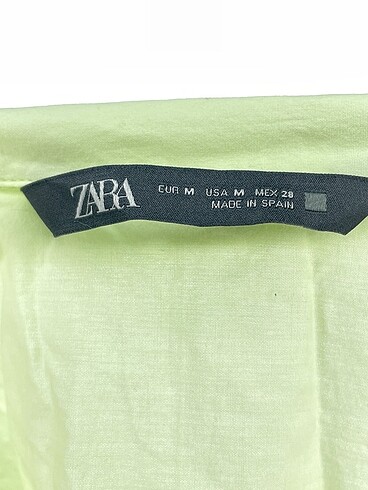 ZARA
EUR M USA M MEX 28
MADE IN SPAIN